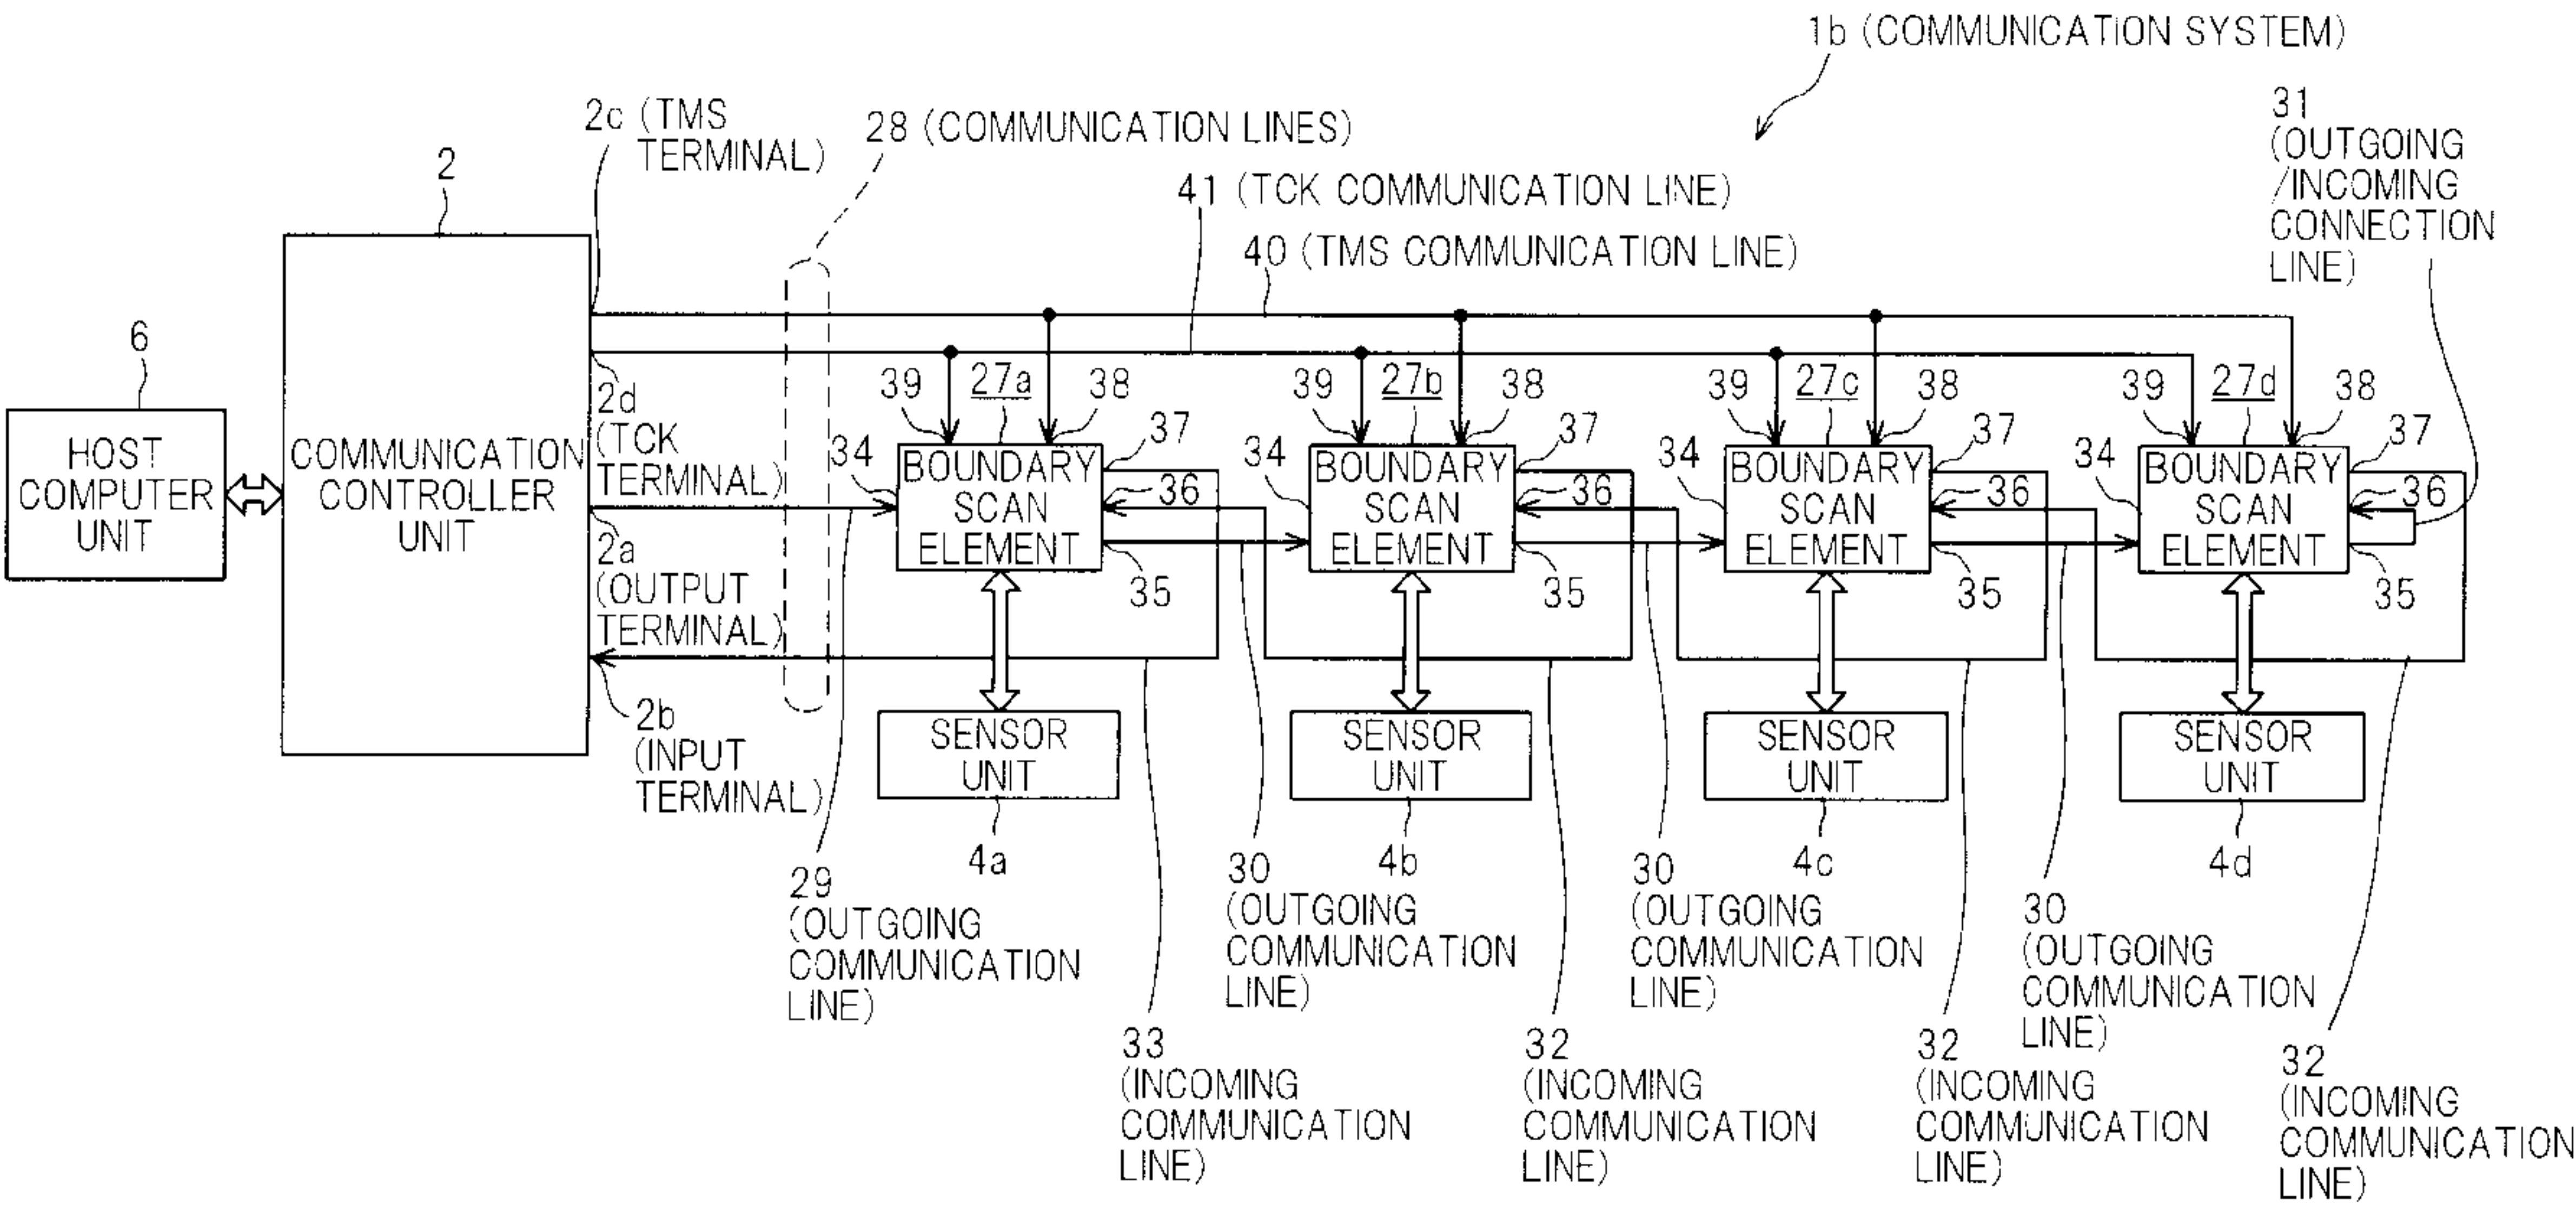 1b (COMMUNICATION SYSTEM)
2c (TMS
TERMINAL)
28 (COMMUNICATION LINES)
31
(OUTGOING
/INCOMING
CONNECTION
LINE)
2
41 (TCK COMMUNICATION LINE)
40 (TMS COMMUNICATION LINE)
6
HOST
COMPUTER
UNIT
COMMUNICATION
CONTROLLER
UNIT
2d
(TCK
TERMINAL)
2a
(OUTPUT
TERMINAL)
2b
(INPUT
TERMINAL)
39 27a 38
34 37
BOUNDARY
SCAN
ELEMENT
36
35
39 27b 38
34 37
BOUNDARY
SCAN
ELEMENT
36
35
39 27c 38
34 37
BOUNDARY
SCAN
ELEMENT
36
35
39 27d 38
34 37
BOUNDARY
SCAN
ELEMENT
36
35
SENSOR
UNIT
4a
SENSOR
UNIT
4b
SENSOR
UNIT
4c
SENSOR
UNIT
4d
29
(OUTGOING
COMMUNICATION
LINE)
30
(OUTGOING
COMMUNICATION
LINE)
30
(OUTGOING
COMMUNICATION
LINE)
30
(OUTGOING
COMMUNICATION
LINE)
33
(INCOMING
COMMUNICATION
LINE)
32
(INCOMING
COMMUNICATION
LINE)
32
(INCOMING
COMMUNICATION
LINE)
32
(INCOMING
COMMUNICATION
LINE)